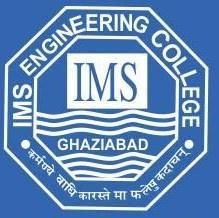 IMS ENGINEERING COLLEGE
IMS
GHAZIABAD
• कर्मण्ये वाधि कारस्ते मा फलेषु कदाचन् •